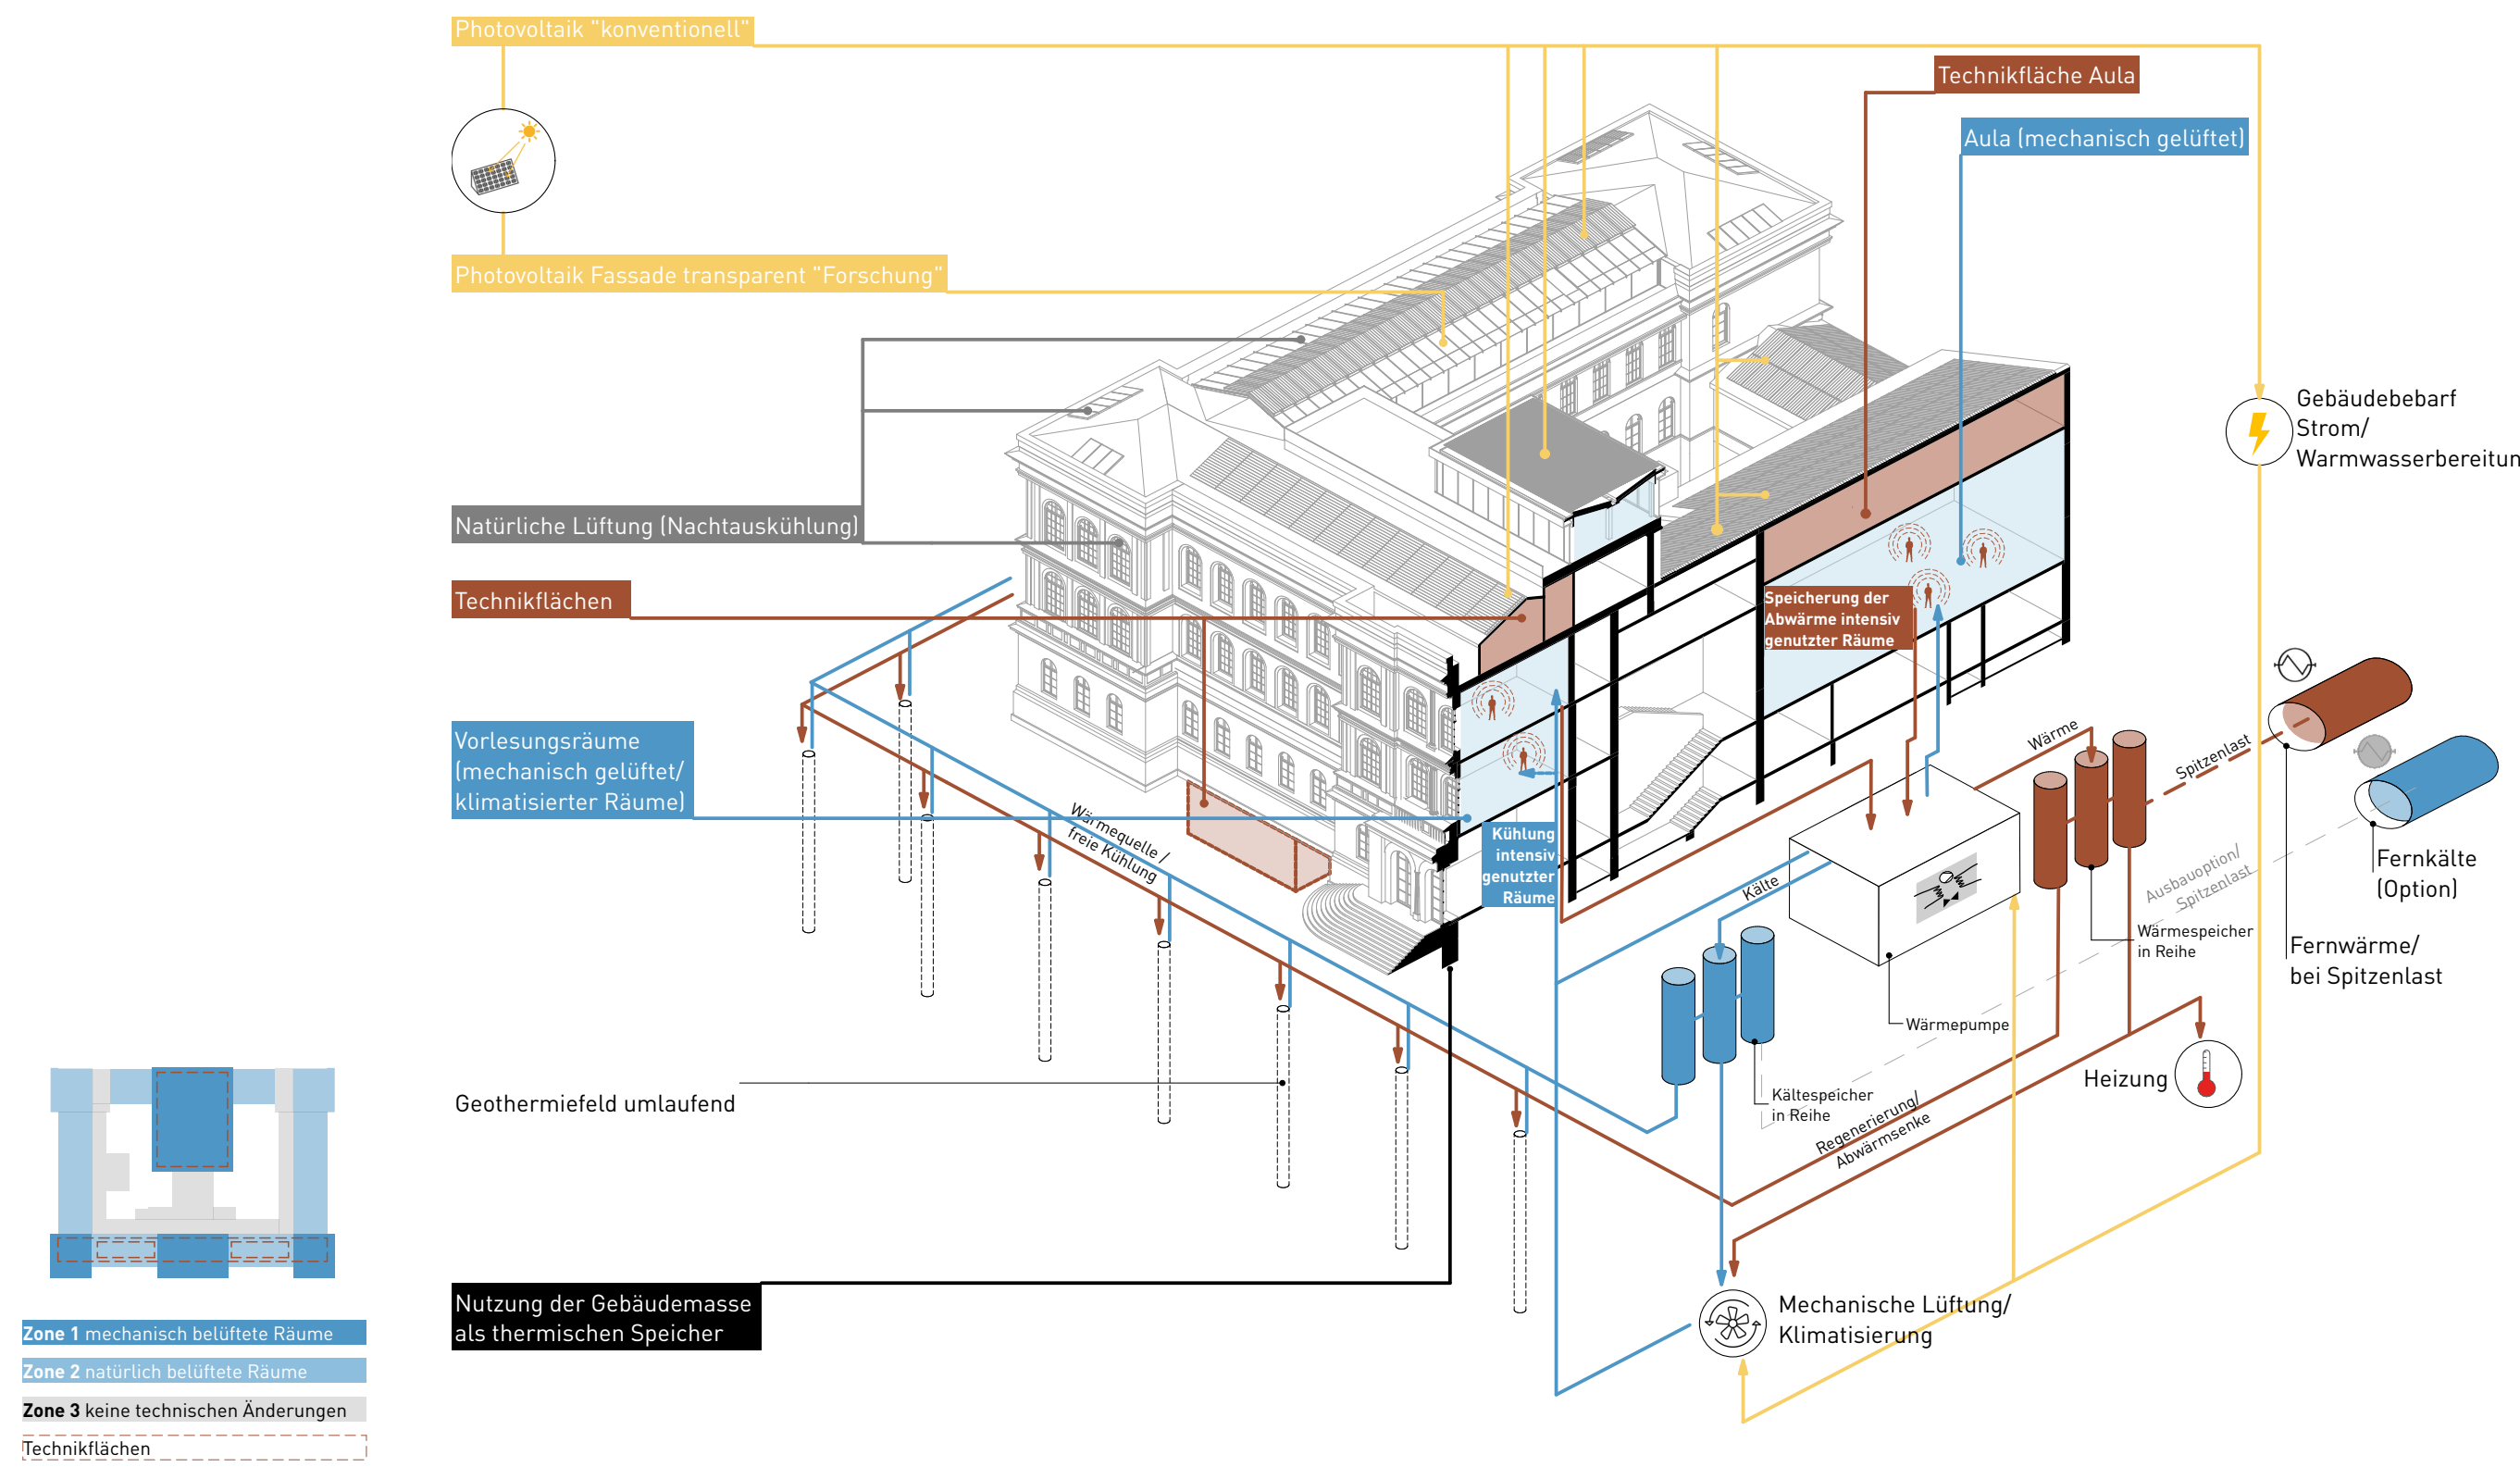 Photovoltaik "konventionell"
Technikfläche Aula
Aula (mechanisch gelüftet)
Photovoltaik Fassade transparent "Forschung"
Gebäudebebarf
Strom/
Warmwasserbereitun
Natürliche Lüftung (Nachtauskühlung)
Technikflächen
Speicherung der
Abwärme intensiv
genutzter Räume
Vorlesungsräume
(mechanisch gelüftet/
klimatisierter Räume)
Wärmequelle /
freie Kühlung
Kühlung
intensiv
genutzter
Räume
Wärme
Spitzenlast
Kälte
Ausbauoption/
Spitzenlast
Fernkälte
(Option)
Wärmespeicher
in Reihe
Fernwärme/
bei Spitzenlast
Wärmepumpe
Heizung
Kältespeicher
in Reihe
Regenerierung/
Abwärmsenke
Geothermiefeld umlaufend
Nutzung der Gebäudemasse
als thermischen Speicher
Mechanische Lüftung/
Klimatisierung
Zone 1 mechanisch belüftete Räume
Zone 2 natürlich belüftete Räume
Zone 3 keine technischen Änderungen
Technikflächen